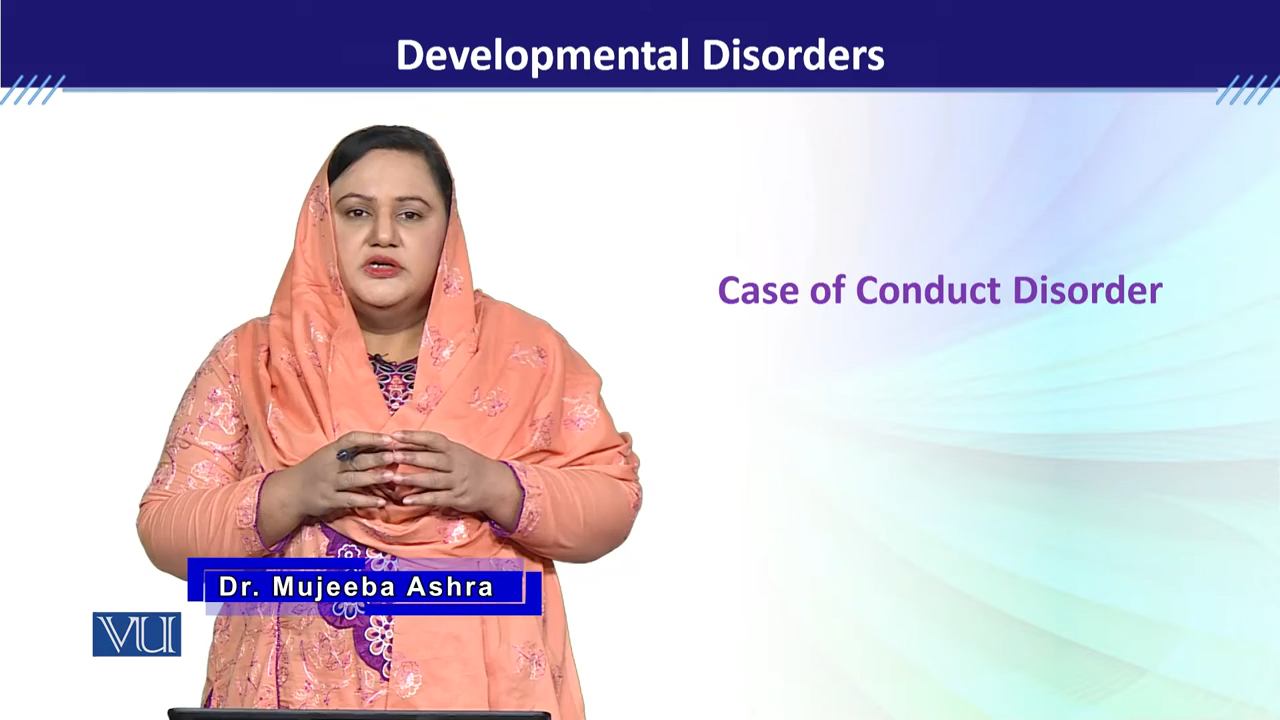 Developmental Disorders
Case of Conduct Disorder
Dr. Mujeeba Ashra
VU